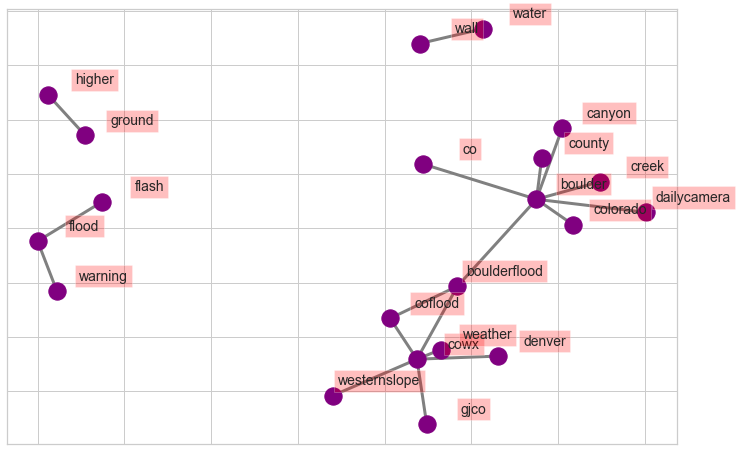 water
wall
higher
canyon
ground
county
co
creek
boulder
flash
dailycamera
colorado
flood
boulderflood
warning
coflood
weather
denver
cowx
westernslope
gjco